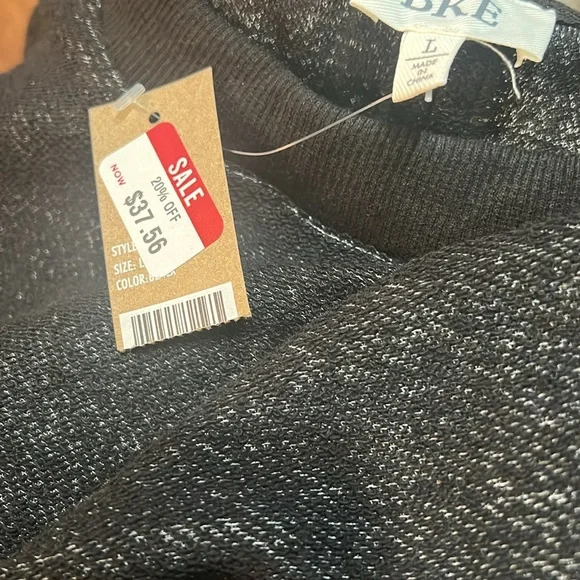 BKE
L
MADE
IN
CHINA
SALE
20% OFF
NOW
$37.56
STYLE
SIZE: L
COLOR: